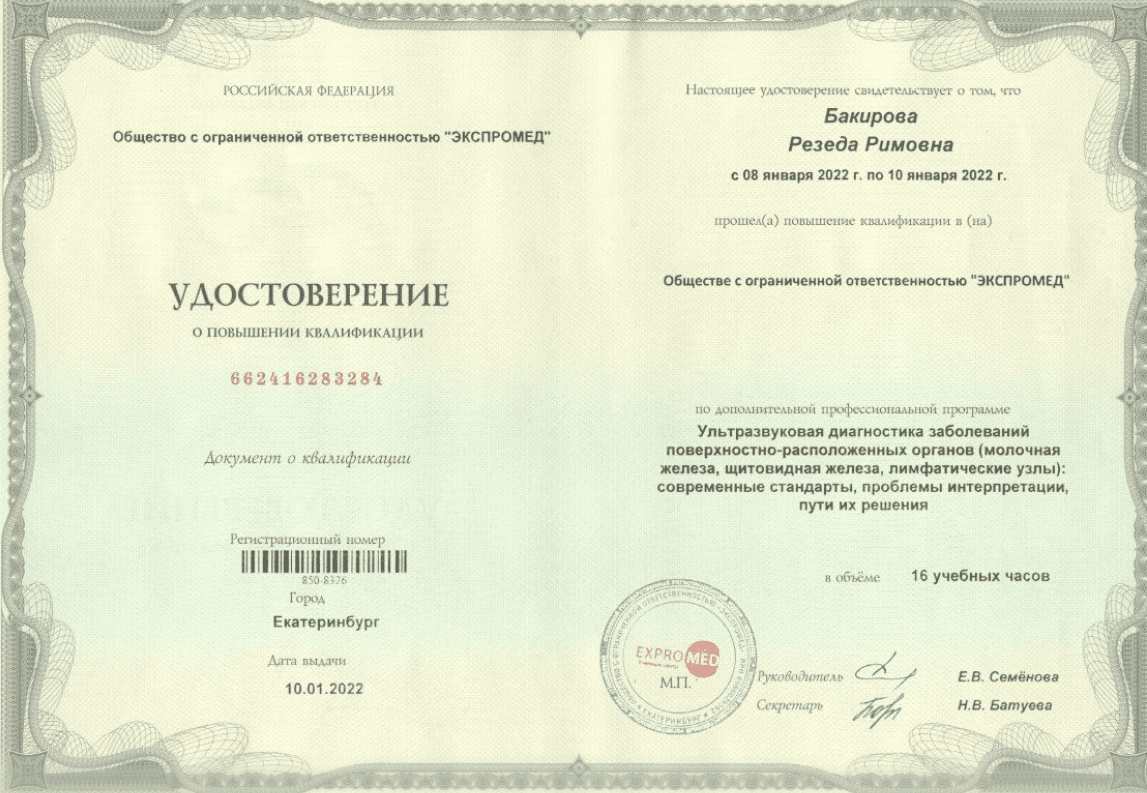 РОССИЙСКАЯ ФЕДЕРАЦИЯ
Общество с ограниченной ответственностью "ЭКСПРОМЕД"
УДОСТОВЕРЕНИЕ
О ПОВЫШЕНИИ КВАЛИФИКАЦИИ
662416283284
Документ о квалификации
Регистрационный номер
850-8326
Город
Екатеринбург
Дата выдачи
10.01.2022
Настоящее удостоверение свидетельствует о том, что
Бакирова
Резеда Римовна
с 08 января 2022 г. по 10 января 2022 г.
прошел(а) повышение квалификации в (на)
Обществе с ограниченной ответственностью "ЭКСПРОМЕД"
по дополнительной профессиональной программе
Ультразвуковая диагностика заболеваний
поверхностно-расположенных органов (молочная
железа, щитовидная железа, лимфатические узлы):
современные стандарты, проблемы интерпретации,
пути их решения
в объёме 16 учебных часов
EXPROMED
М.П.
Руководитель Е.В. Семёнова
Секретарь Н.В. Батуева